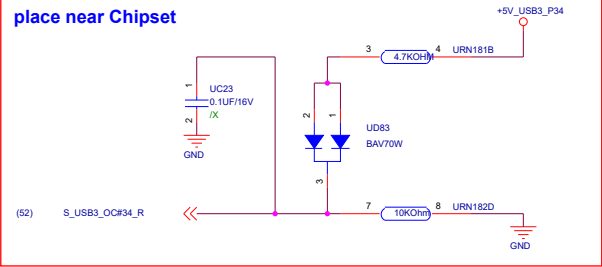 place near Chipset
+5V_USB3_P34
3 4.7KOHM 4 URN181B
1 UC23
0.1UF/16V
2 /X
GND
2 1 UD83
BAV70W
3
(52) S_USB3_OC#34_R 7 10KOhm 8 URN182D
GND